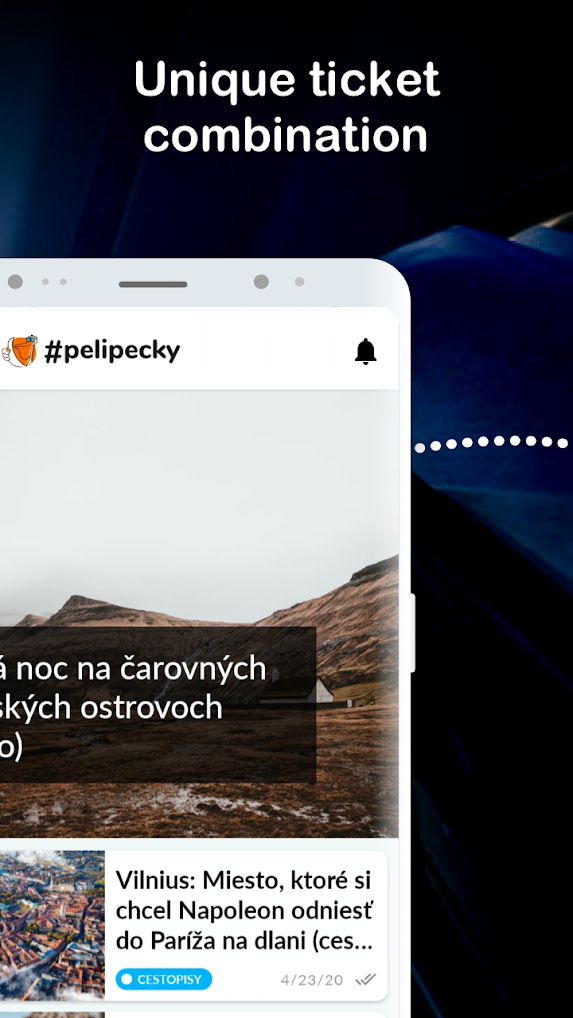 Unique ticket
combination
#pelipecky
noc na čarovných
ostrovoch
Vilnius: Miesto, ktoré si
chcel Napoleon odniesť
do Paríža na dlani (ces...
CESTOPISY
4/23/20